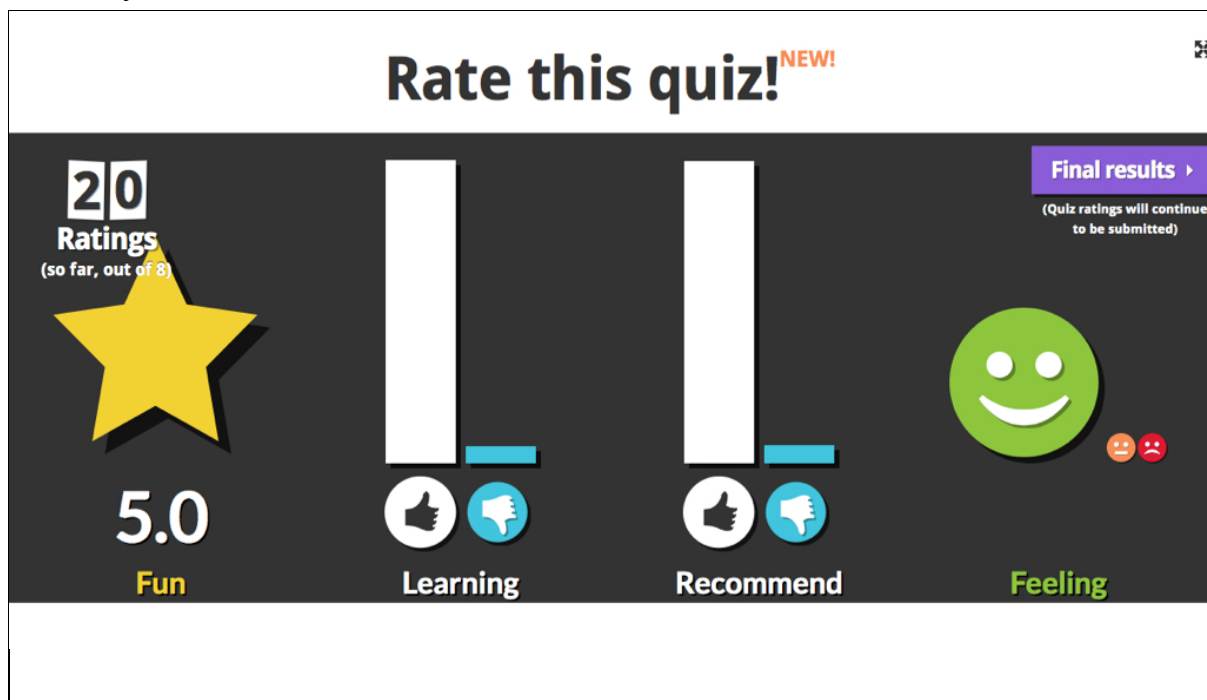 Rate this quiz! NEW!
20
Ratings
(so far, out of 8)
Final results
(Quiz ratings will continue
to be submitted)
5.0
Fun
Learning
Recommend
Feeling